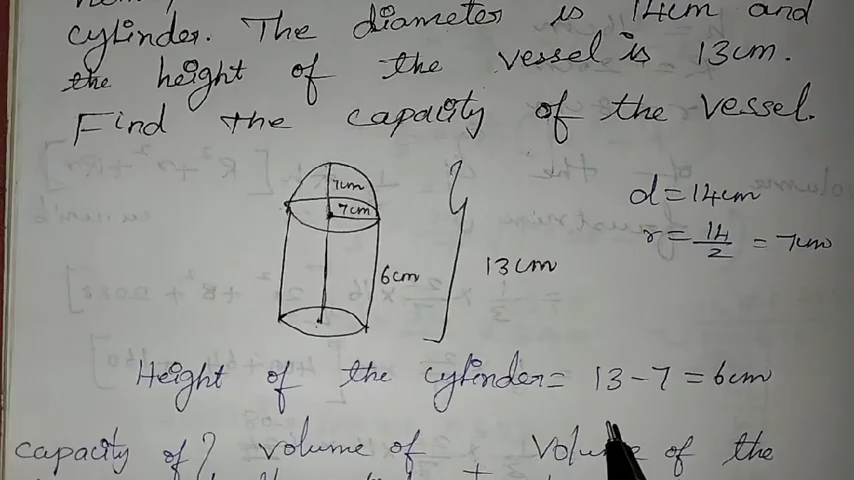 cylinder. The diameter is 14cm and
the height of the vessel is 13cm.
Find the capacity of the vessel.
7cm
7cm
6cm
13cm
d=14cm
r=14/2=7cm
Height of the cylinder= 13-7=6cm
capacity of} volume of + Volume of the